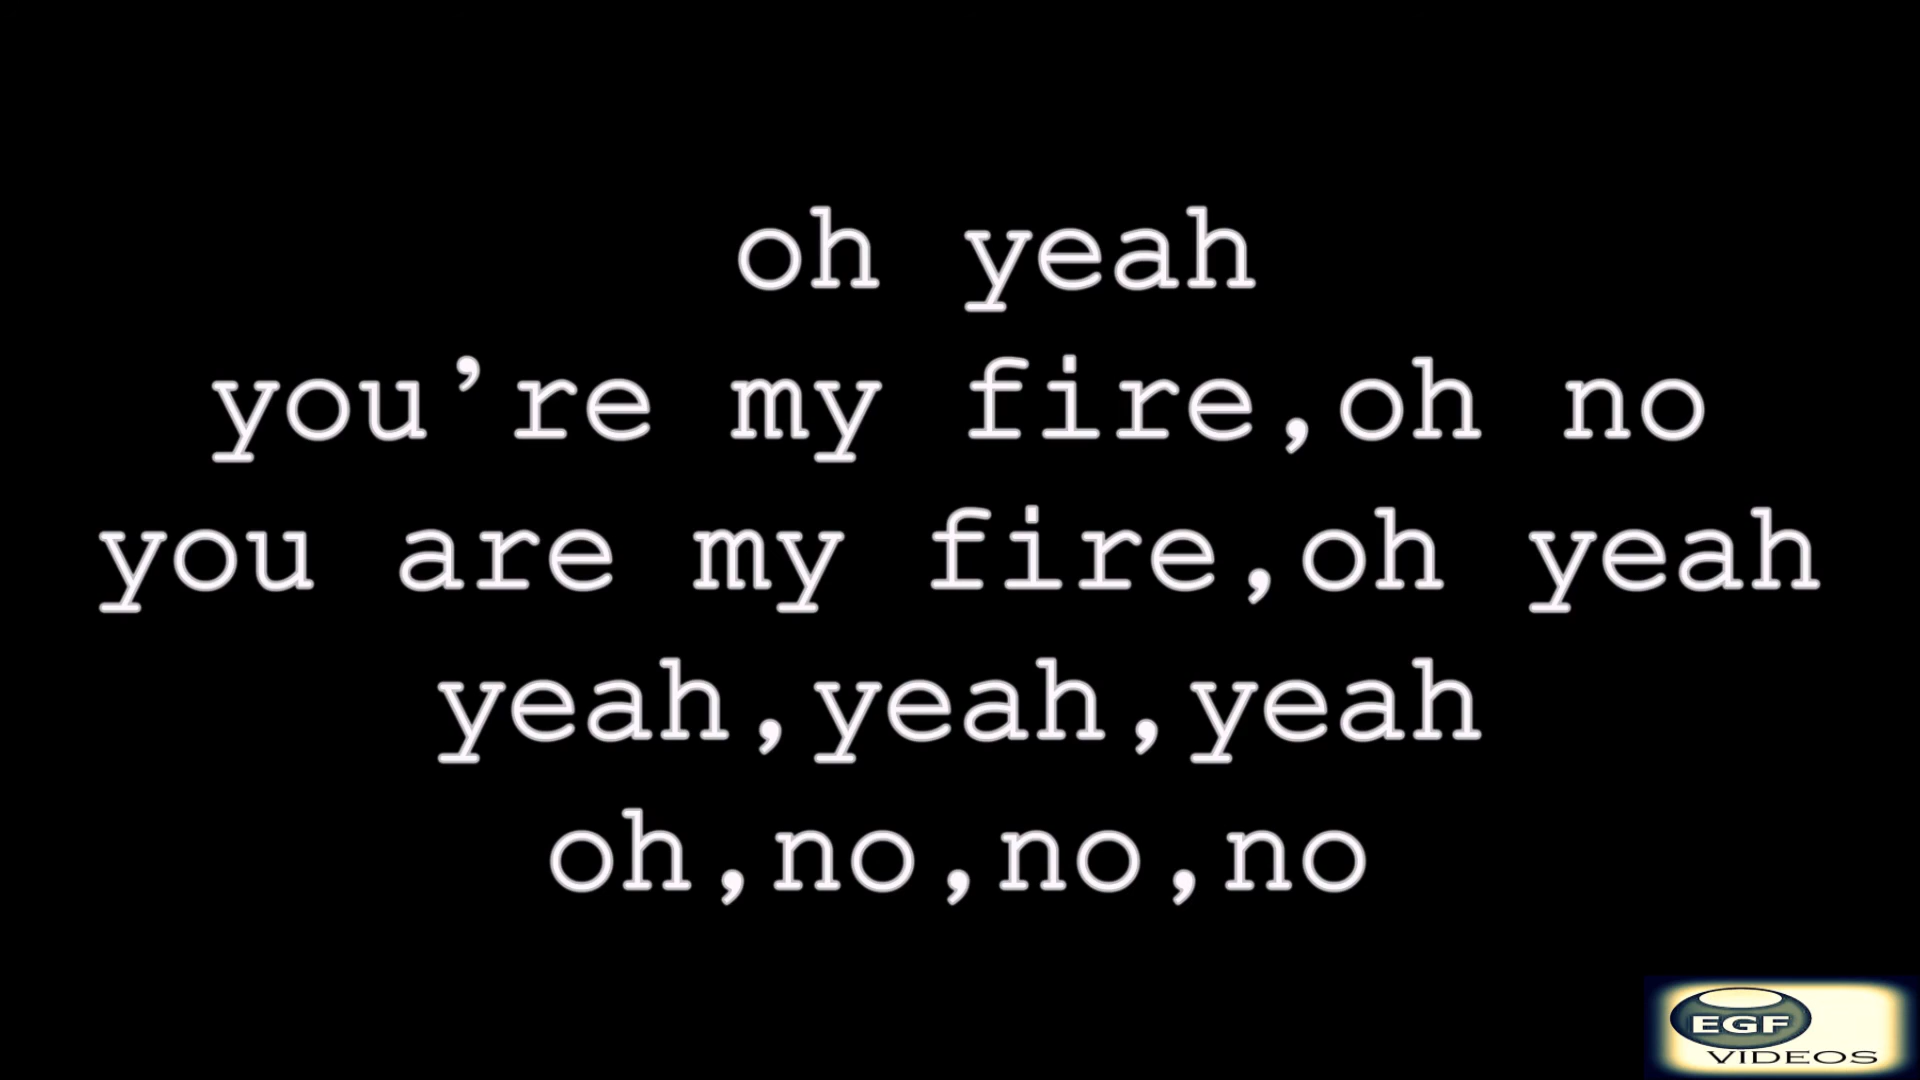 oh yeah
you’re my fire,oh no
you are my fire,oh yeah
yeah,yeah,yeah
oh,no,no,no
EGF
VIDEOS